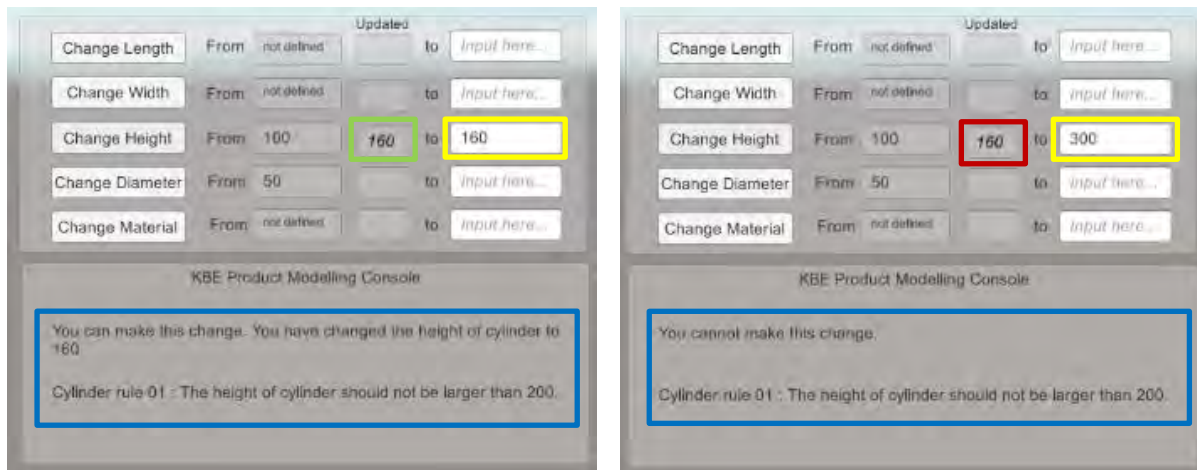 Updated
Change Length From not defined to Input here...
Change Width From not defined to Input here...
Change Height From 100 160 to 160
Change Diameter From 50 to Input here...
Change Material From not defined to Input here...
KBE Product Modelling Console
You can make this change. You have changed the height of cylinder to
160
Cylinder rule 01 : The height of cylinder should not be larger than 200.
Updated
Change Length From not defined to Input here...
Change Width From not defined to Input here...
Change Height From 100 160 to 300
Change Diameter From 50 to Input here...
Change Material From not defined to Input here...
KBE Product Modelling Console
You cannot make this change.
Cylinder rule 01 : The height of cylinder should not be larger than 200.